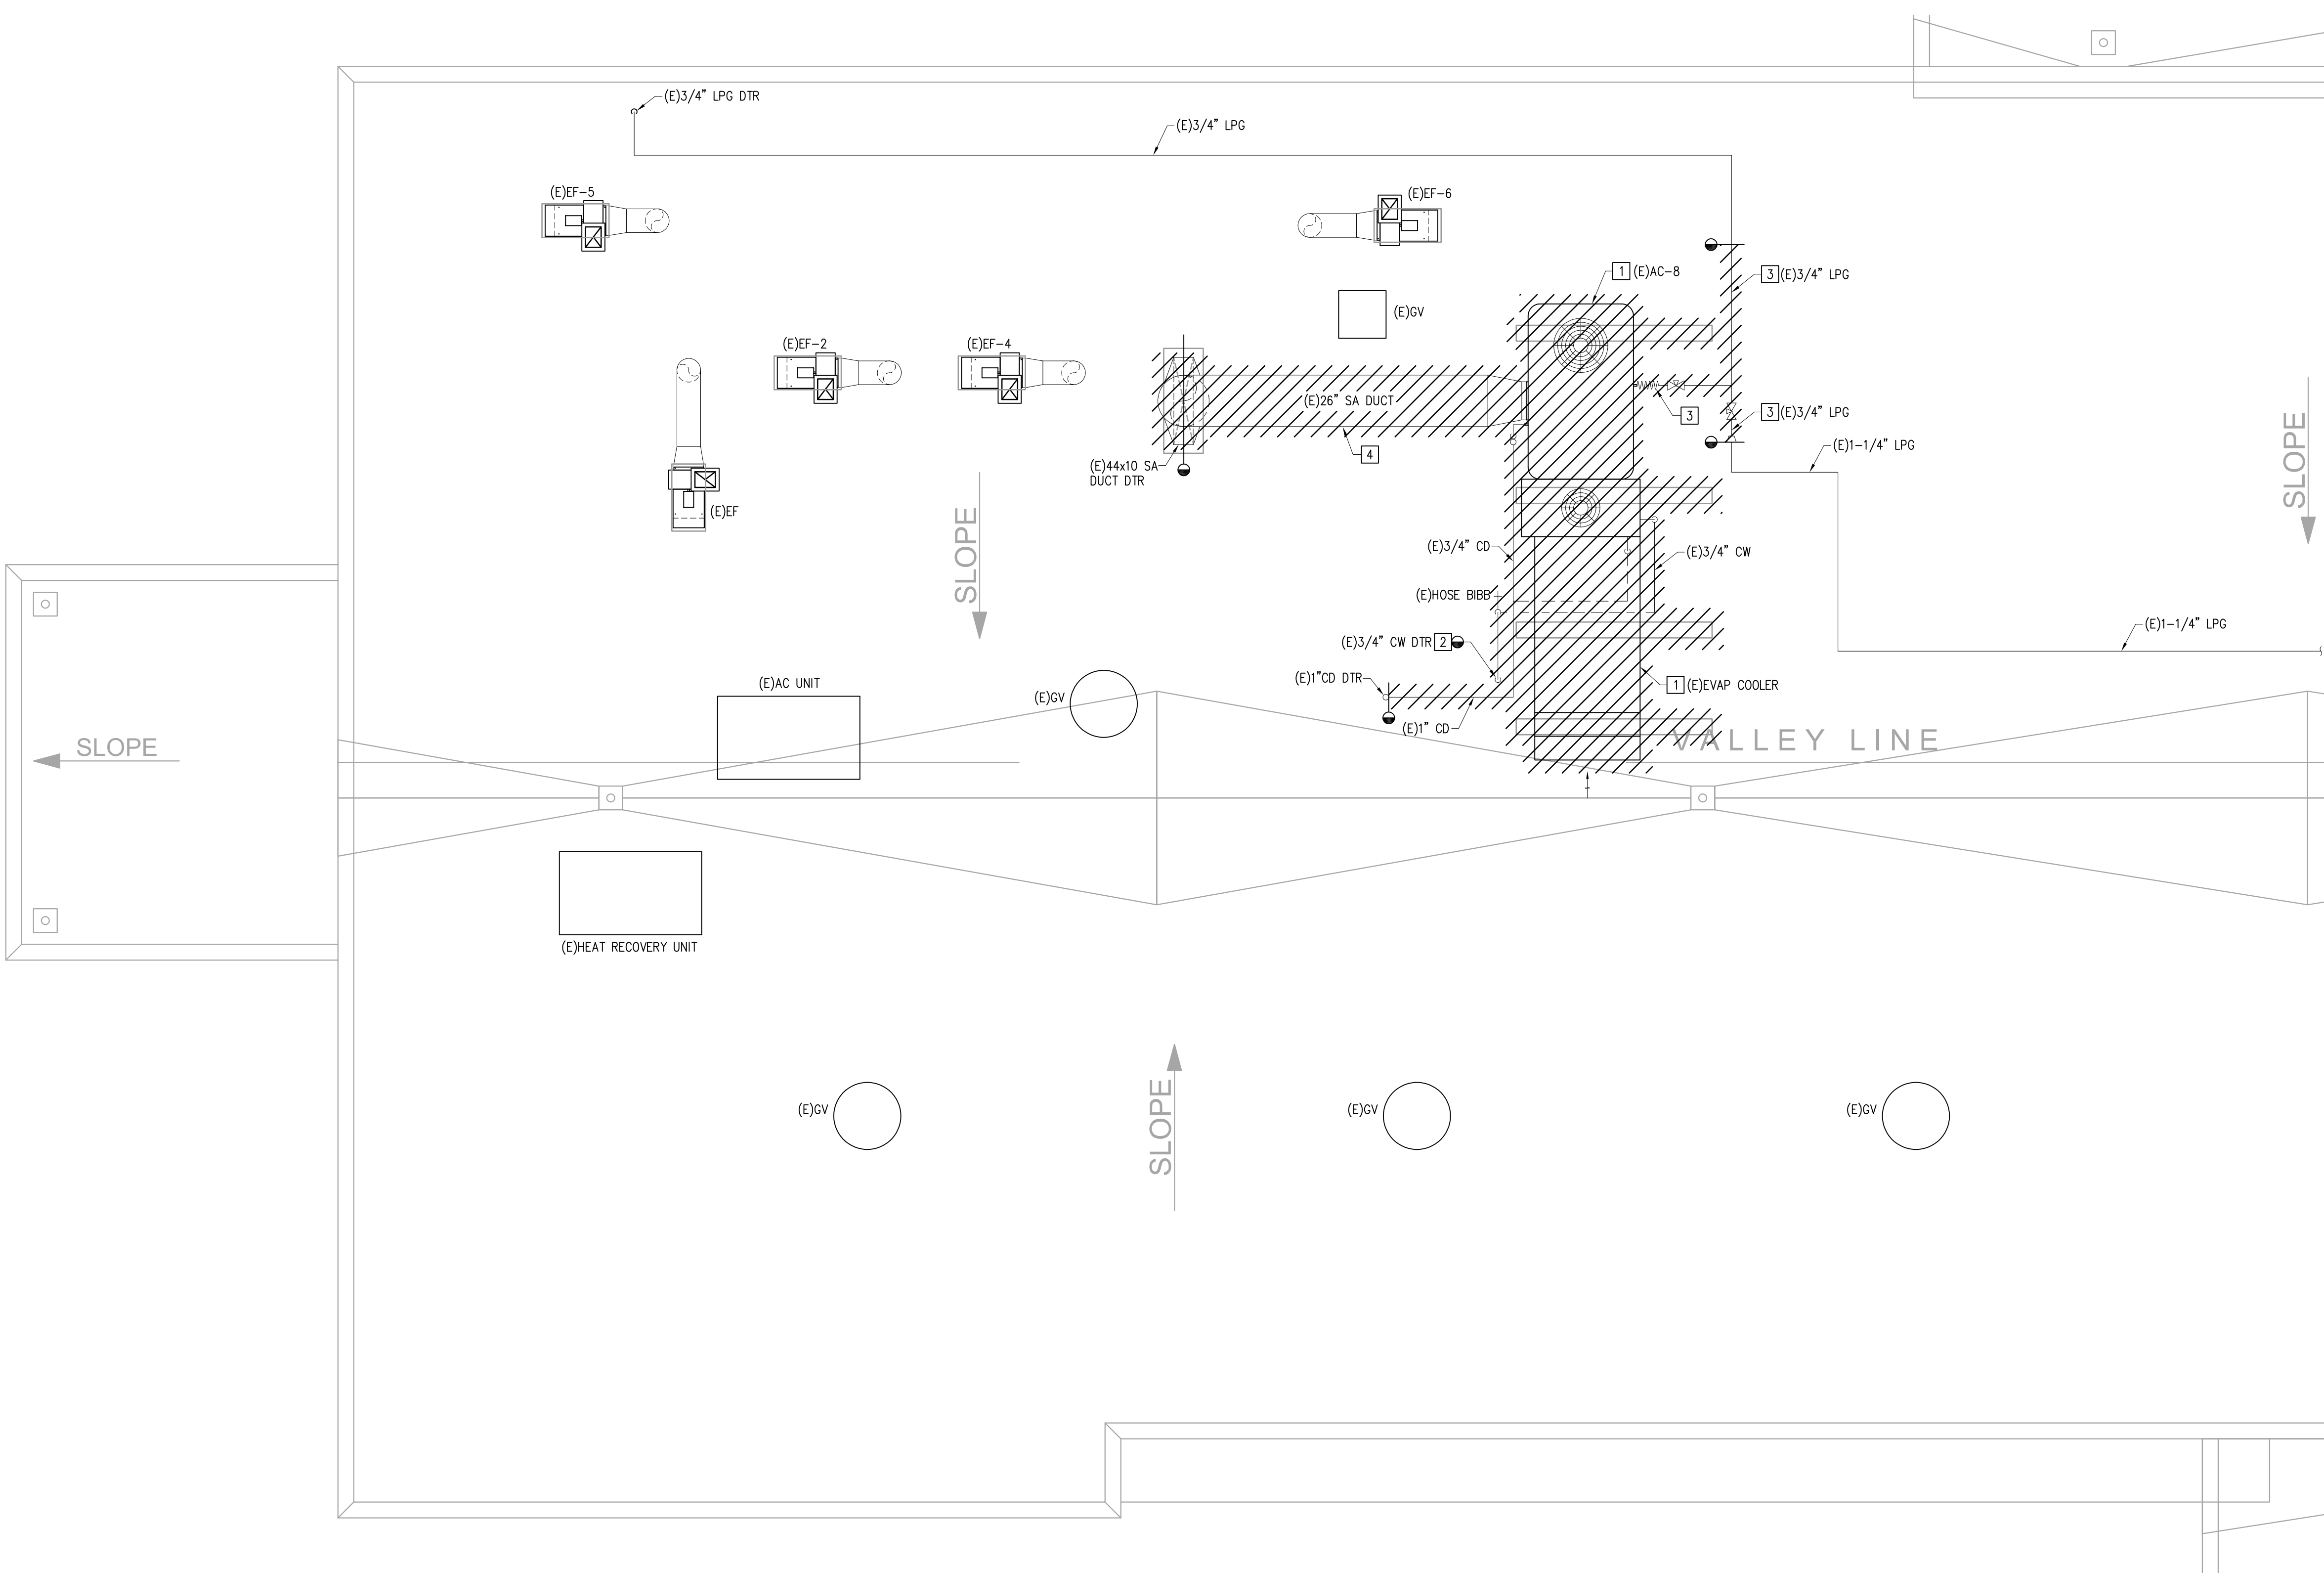 (E)3/4" LPG DTR
(E)3/4" LPG
(E)EF-5
(E)EF-6
1 (E)AC-8
3 (E)3/4" LPG
(E)GV
(E)EF-2
(E)EF-4
(E)26" SA DUCT
3
3 (E)3/4" LPG
4
(E)1-1/4" LPG
(E)44x10 SA
DUCT DTR
SLOPE
(E)EF
SLOPE
(E)3/4" CD
(E)3/4" CW
(E)HOSE BIBB
(E)1-1/4" LPG
(E)3/4" CW DTR 2
(E)1"CD DTR
(E)AC UNIT
1 (E)EVAP COOLER
(E)GV
(E)1" CD
SLOPE
VALLEY LINE
(E)HEAT RECOVERY UNIT
(E)GV
(E)GV
(E)GV
SLOPE